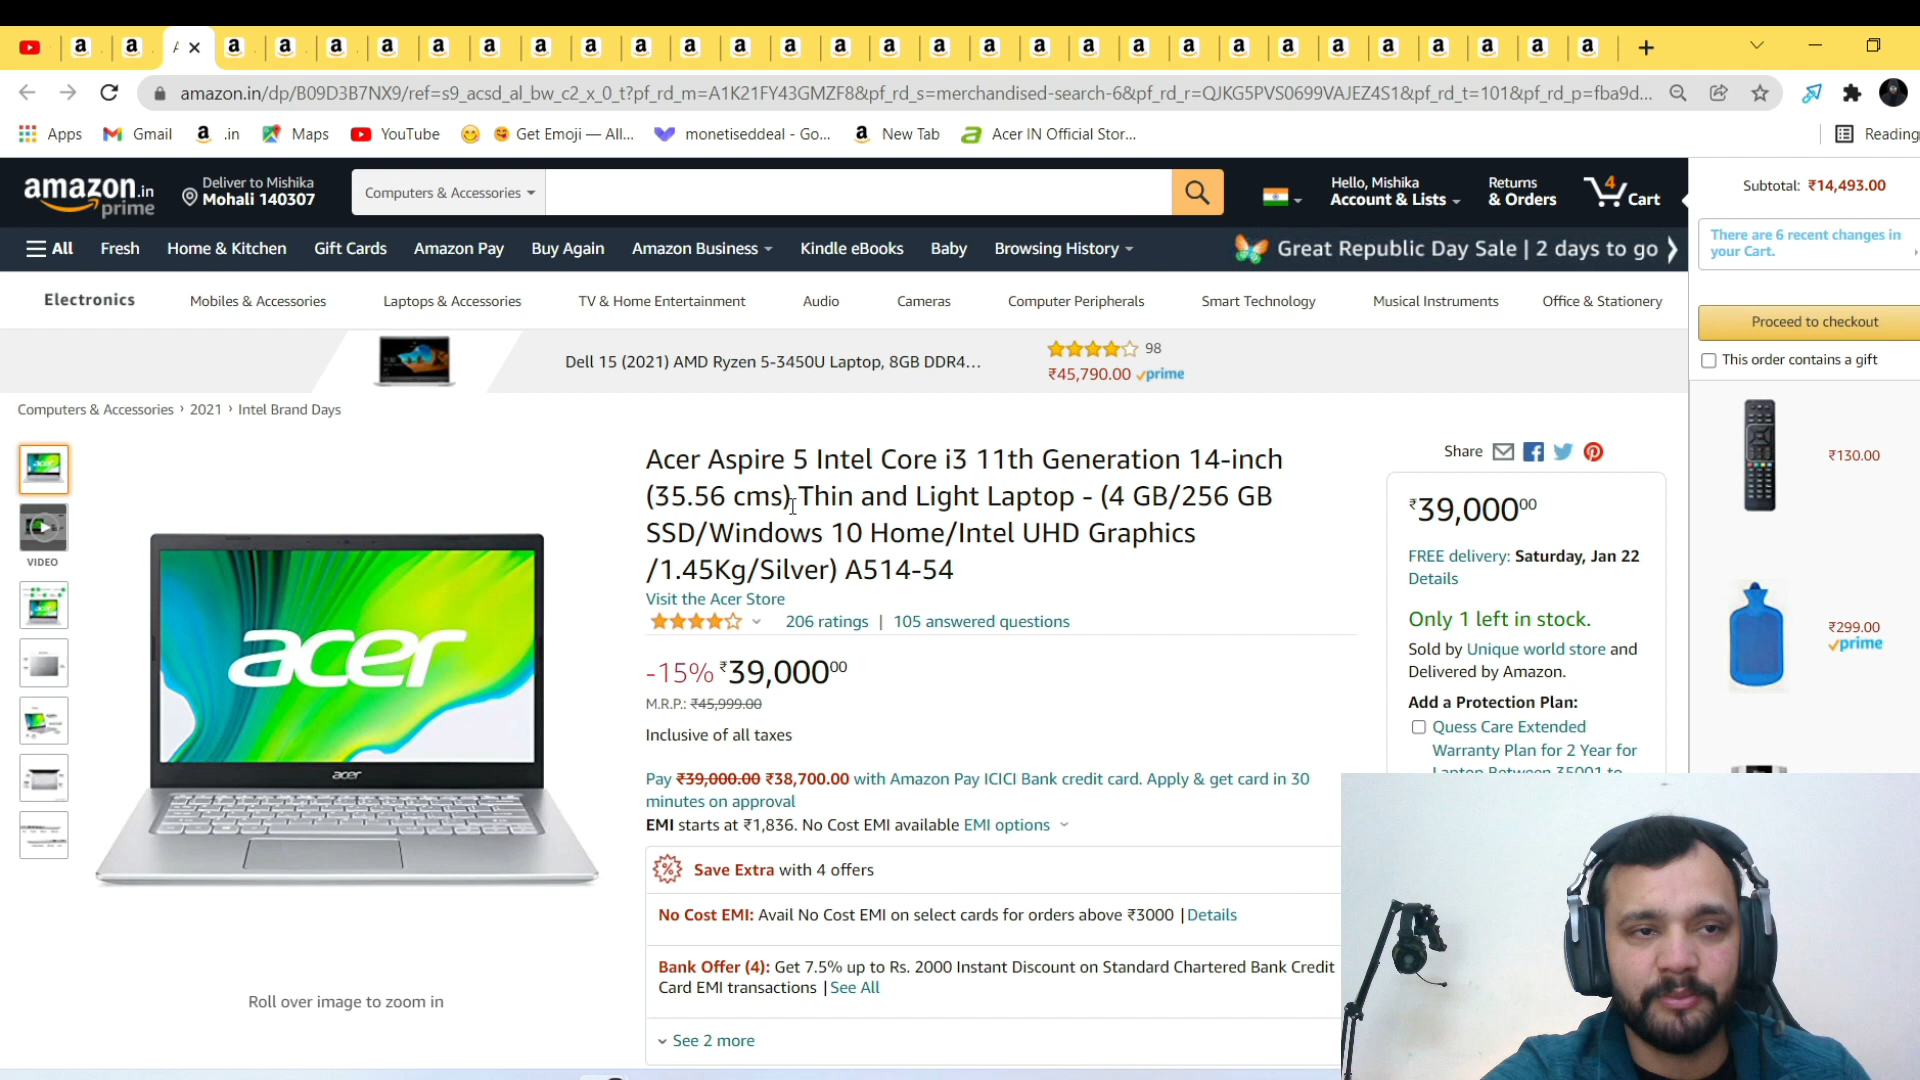 amazon.in/dp/B09D3B7NX9/ref=s9_acsd_al_bw_c2_x_0_t?pf_rd_m=A1K21FY43GMZF8&pf_rd_s=merchandised-search-6&pf_rd_r=QJKG5PVS0699VAJEZ4S1&pf_rd_t=101&pf_rd_p=fba9d...
Apps Gmail .in Maps YouTube Get Emoji — All... monetiseddeal - Go... New Tab Acer IN Official Stor... Reading
amazon.in prime
Deliver to Mishika
Mohali 140307
Computers & Accessories
Hello, Mishika
Account & Lists
Returns
& Orders
4
Cart
Subtotal: ₹14,493.00
There are 6 recent changes in
your Cart.
Proceed to checkout
This order contains a gift
All Fresh Home & Kitchen Gift Cards Amazon Pay Buy Again Amazon Business Kindle eBooks Baby Browsing History Great Republic Day Sale | 2 days to go
Electronics Mobiles & Accessories Laptops & Accessories TV & Home Entertainment Audio Cameras Computer Peripherals Smart Technology Musical Instruments Office & Stationery
Dell 15 (2021) AMD Ryzen 5-3450U Laptop, 8GB DDR4...
98
₹45,790.00 prime
Computers & Accessories › 2021 › Intel Brand Days
VIDEO
acer
acer
Roll over image to zoom in
Acer Aspire 5 Intel Core i3 11th Generation 14-inch
(35.56 cms) Thin and Light Laptop - (4 GB/256 GB
SSD/Windows 10 Home/Intel UHD Graphics
/1.45Kg/Silver) A514-54
Visit the Acer Store
206 ratings | 105 answered questions
-15% ₹39,000.00
M.R.P.: ₹45,999.00
Inclusive of all taxes
Pay ₹39,000.00 ₹38,700.00 with Amazon Pay ICICI Bank credit card. Apply & get card in 30
minutes on approval
EMI starts at ₹1,836. No Cost EMI available EMI options
Save Extra with 4 offers
No Cost EMI: Avail No Cost EMI on select cards for orders above ₹3000 | Details
Bank Offer (4): Get 7.5% up to Rs. 2000 Instant Discount on Standard Chartered Bank Credit
Card EMI transactions | See All
See 2 more
Share
₹39,000.00
FREE delivery: Saturday, Jan 22
Details
Only 1 left in stock.
Sold by Unique world store and
Delivered by Amazon.
Add a Protection Plan:
Quess Care Extended
Warranty Plan for 2 Year for
Laptop Between 35001 to
₹130.00
₹299.00
prime